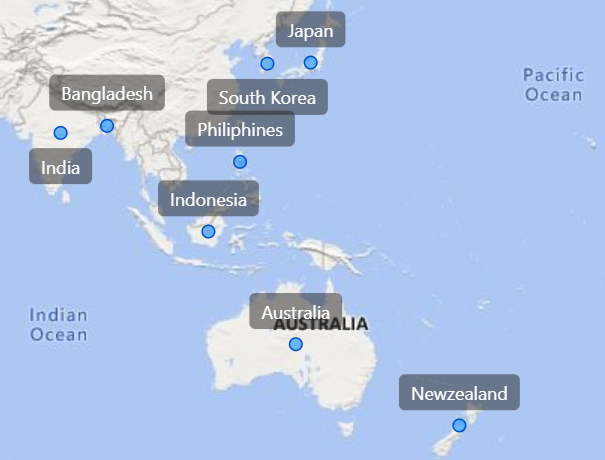 Japan
Pacific
Ocean
Bangladesh
South Korea
Philiphines
India
Indonesia
Indian
Ocean
Australia
AUSTRALIA
Newzealand